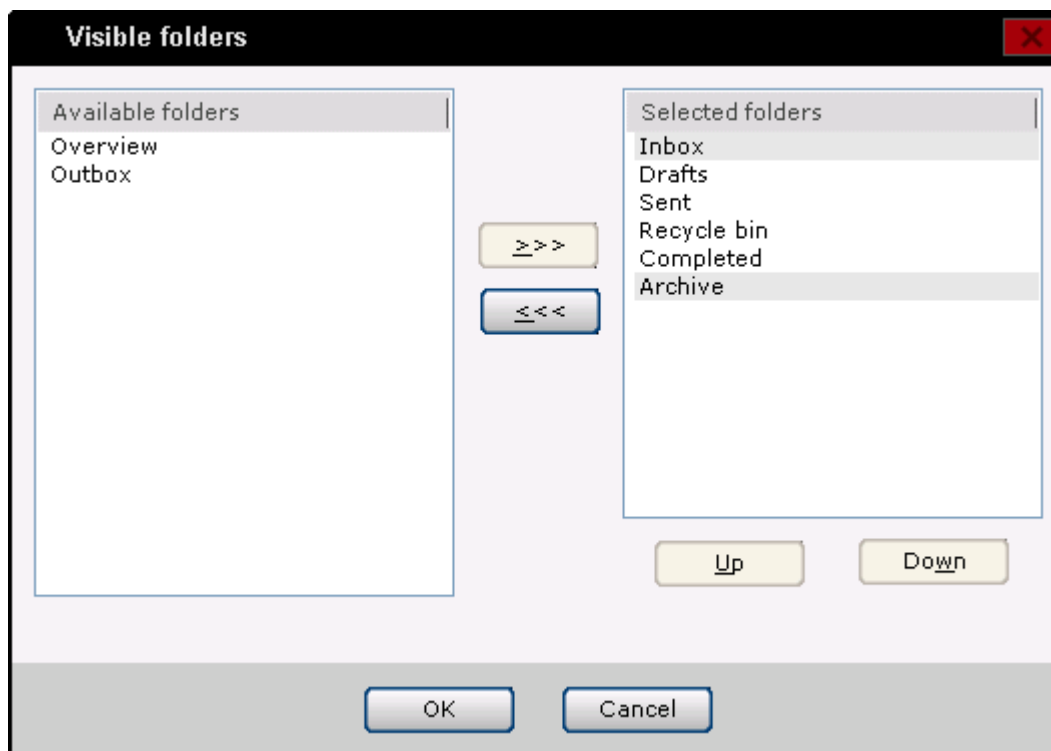 Visible folders
Available folders
Overview
Outbox
>>>
<<<
Selected folders
Inbox
Drafts
Sent
Recycle bin
Completed
Archive
Up
Down
OK
Cancel